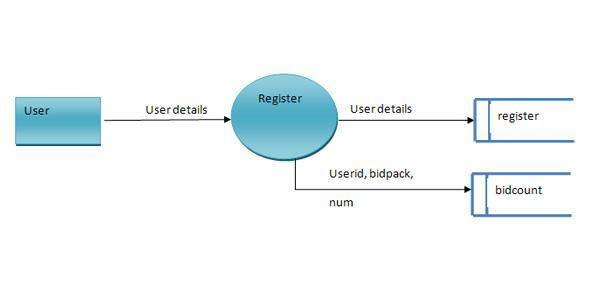 User
User details
Register
User details
register
Userid, bidpack,
num
bidcount